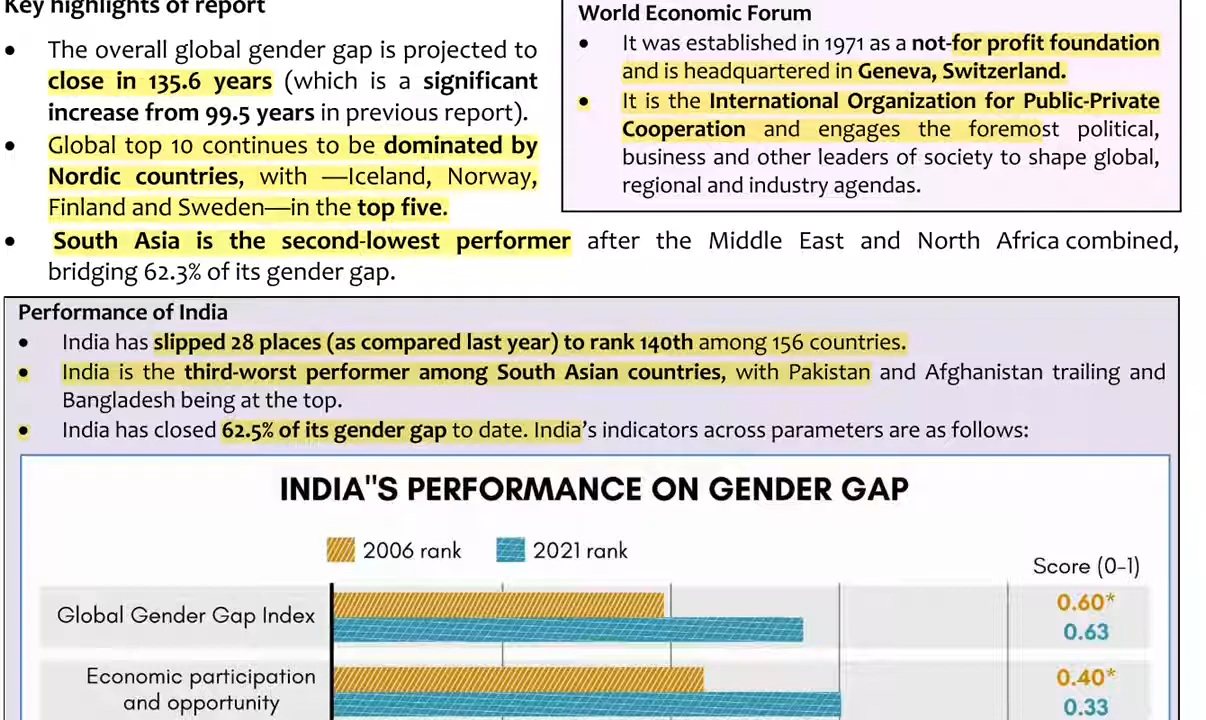 Key highlights of report
• The overall global gender gap is projected to
close in 135.6 years (which is a significant
increase from 99.5 years in previous report).
• Global top 10 continues to be dominated by
Nordic countries, with —Iceland, Norway,
Finland and Sweden—in the top five.
World Economic Forum
• It was established in 1971 as a not-for profit foundation
and is headquartered in Geneva, Switzerland.
• It is the International Organization for Public-Private
Cooperation and engages the foremost political,
business and other leaders of society to shape global,
regional and industry agendas.
• South Asia is the second-lowest performer after the Middle East and North Africa combined,
bridging 62.3% of its gender gap.
Performance of India
• India has slipped 28 places (as compared last year) to rank 140th among 156 countries.
• India is the third-worst performer among South Asian countries, with Pakistan and Afghanistan trailing and
Bangladesh being at the top.
• India has closed 62.5% of its gender gap to date. India's indicators across parameters are as follows:
INDIA"S PERFORMANCE ON GENDER GAP
2006 rank 2021 rank
Score (0-1)
Global Gender Gap Index
0.60*
0.63
Economic participation
and opportunity
0.40*
0.33